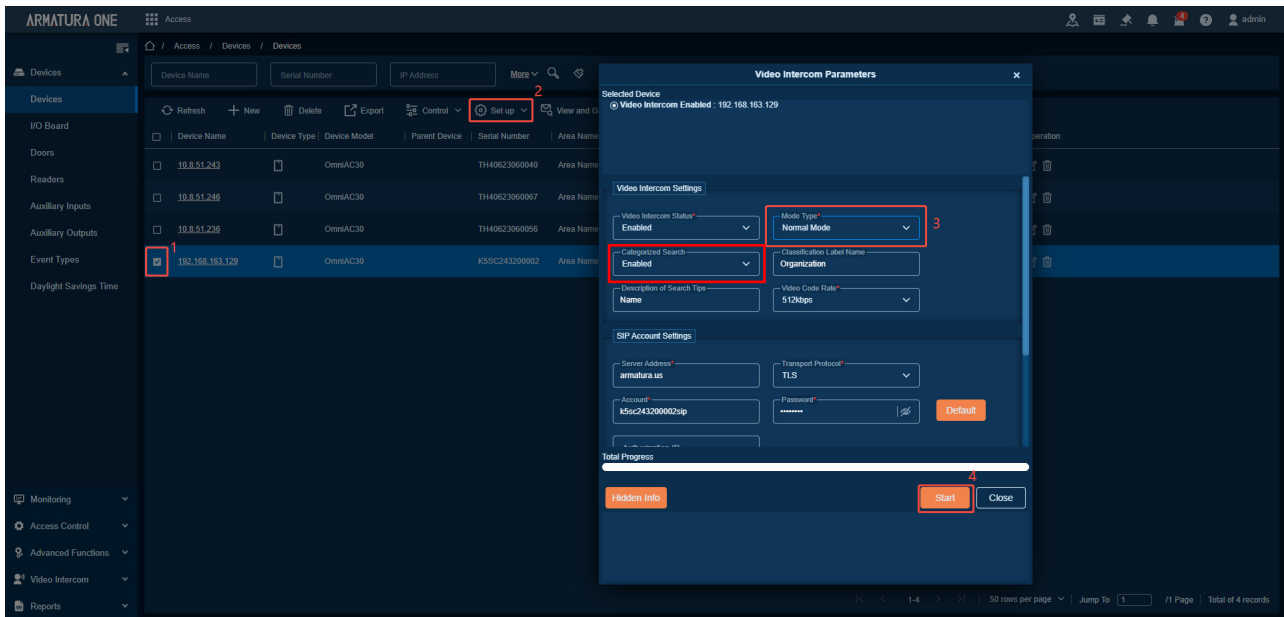 ARMATURA ONE
Access
4
admin
/ Access / Devices / Devices
Devices
Devices
I/O Board
Doors
Readers
Auxiliary Inputs
Auxiliary Outputs
Event Types
Daylight Savings Time
Monitoring
Access Control
Advanced Functions
Video Intercom
Reports
Device Name Serial Number IP Address More
2
Refresh New Delete Export Control Set up View and G
Device Name Device Type Device Model Parent Device Serial Number Area Name
10.8.51.243 OmniAC30 TH40623060040 Area Name
10.8.51.246 OmniAC30 TH40623060067 Area Name
10.8.51.236 OmniAC30 TH40623060056 Area Name
1
192.168.163.129 OmniAC30 K5SC243200002 Area Name
peration
Video Intercom Parameters ×
Selected Device
Video Intercom Enabled : 192.168.163.129
Video Intercom Settings
Video Intercom Status* Mode Type*
Enabled Normal Mode
3
Categorized Search Classification Label Name
Enabled Organization
Description of Search Tips Video Code Rate*
Name 512kbps
SIP Account Settings
Server Address* Transport Protocol*
armatura.us TLS
Account* Password*
k5sc243200002sip •••••••• Default
Total Progress
4
Hidden Info Start Close
1-4 50 rows per page Jump To 1 /1 Page Total of 4 records